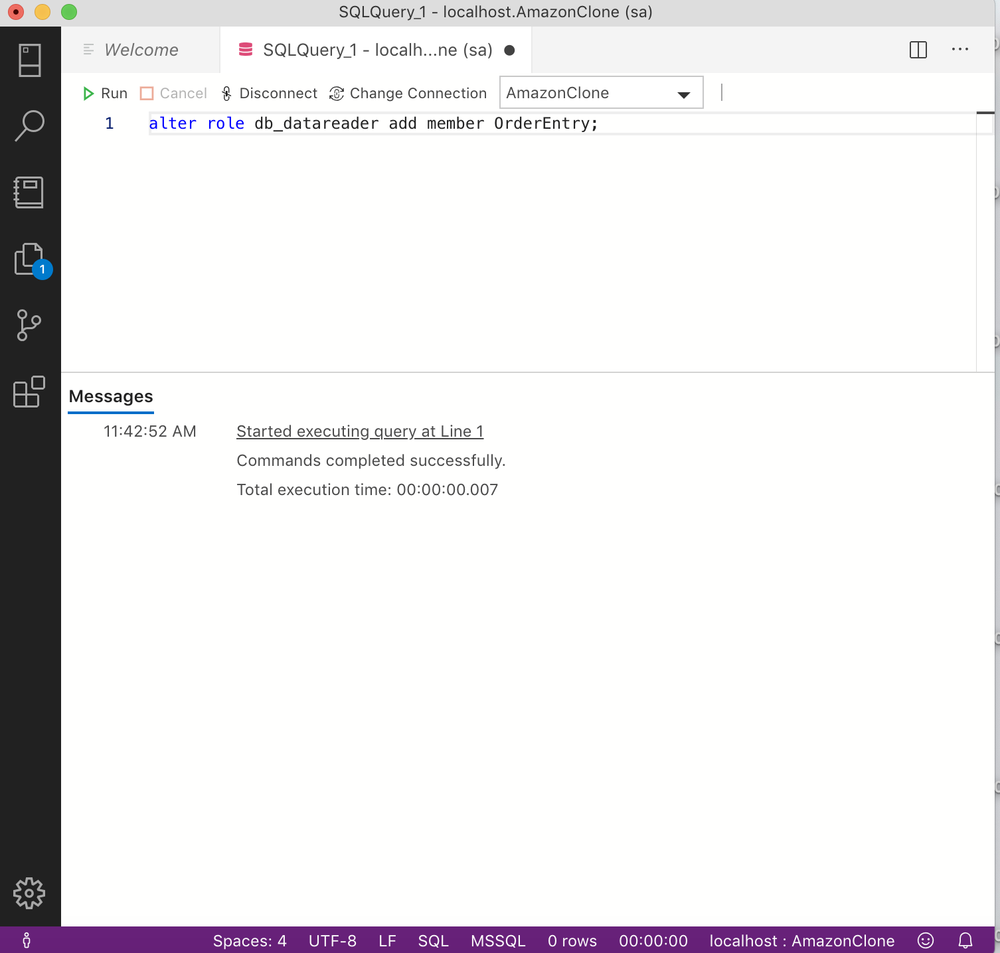 SQLQuery_1 - localhost.AmazonClone (sa)
Welcome
SQLQuery_1 - localh...ne (sa)
Run Cancel Disconnect Change Connection AmazonClone
1 alter role db_datareader add member OrderEntry;
1
Messages
11:42:52 AM Started executing query at Line 1
Commands completed successfully.
Total execution time: 00:00:00.007
Spaces: 4 UTF-8 LF SQL MSSQL 0 rows 00:00:00 localhost : AmazonClone